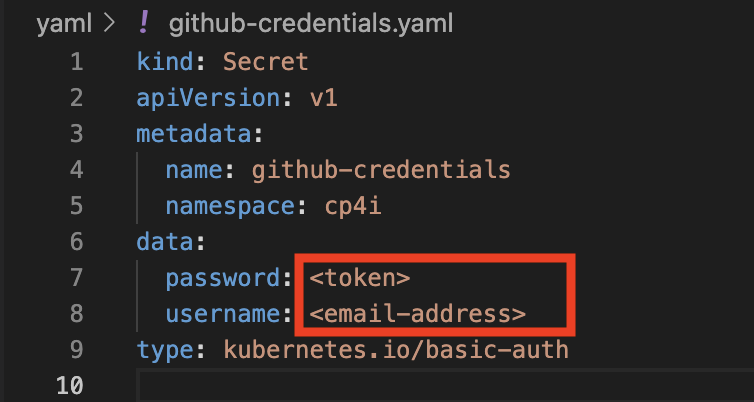 yaml > ! github-credentials.yaml
1 kind: Secret
2 apiVersion: v1
3 metadata:
4   name: github-credentials
5   namespace: cp4i
6 data:
7   password: <token>
8   username: <email-address>
9 type: kubernetes.io/basic-auth
10